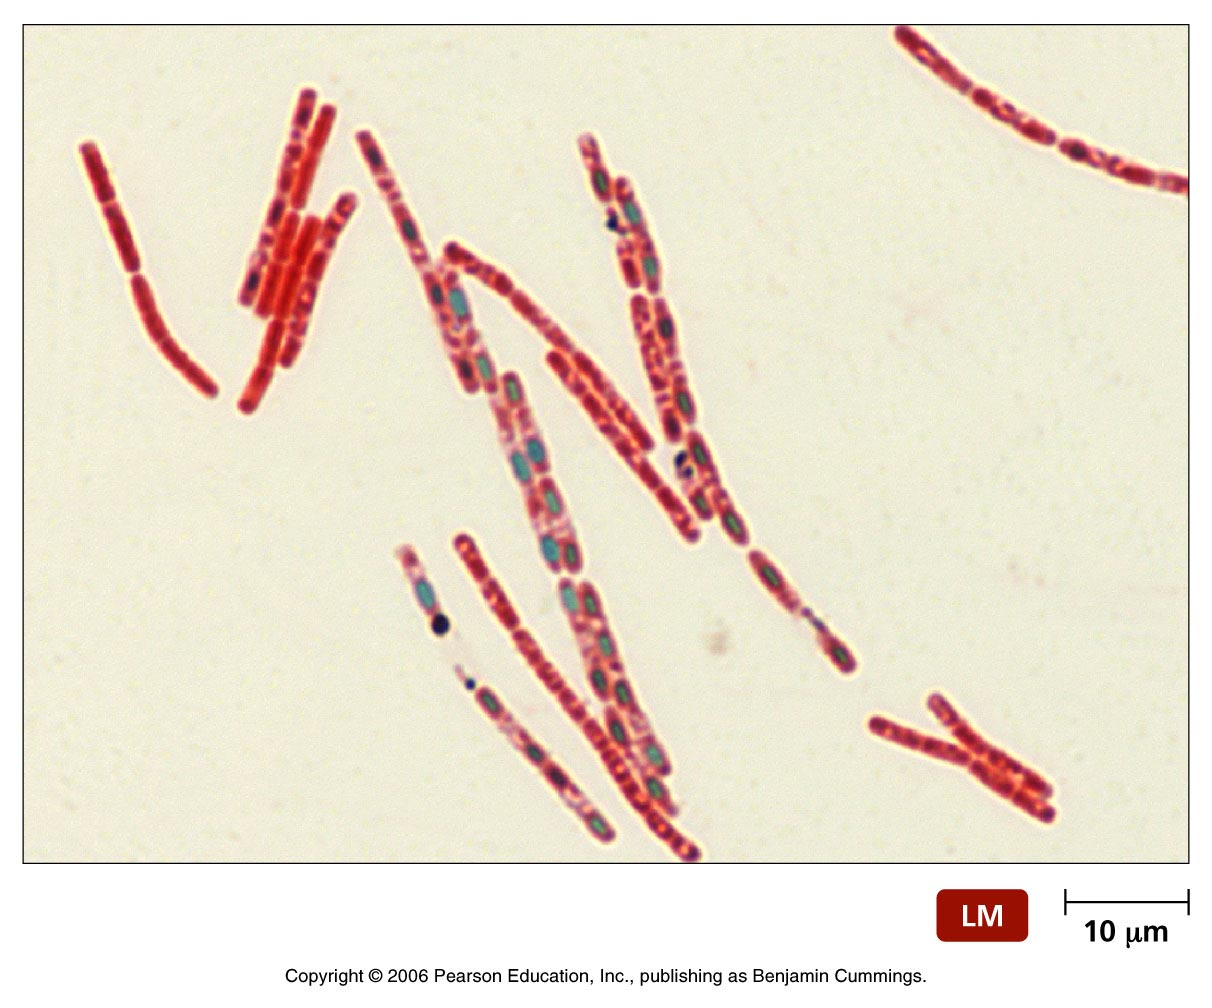 LM
10 μm
Copyright © 2006 Pearson Education, Inc., publishing as Benjamin Cummings.